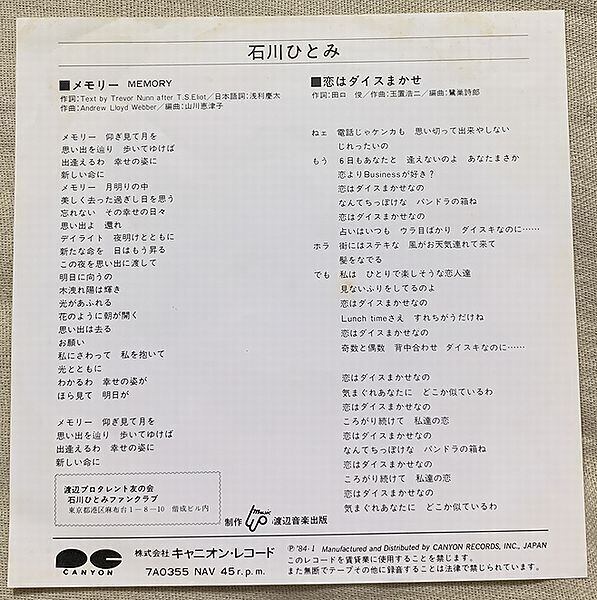 石川ひとみ
■メモリー MEMORY
作詞：Text by Trevor Nunn after T.S.Eliot／日本語詞：浅利慶太
作曲：Andrew Lloyd Webber／編曲：山川恵津子
メモリー 仰ぎ見て月を
思い出を辿り 歩いてゆけば
出逢えるわ 幸せの姿に
新しい命に
メモリー 月明りの中
美しく去った過ぎし日を思う
忘れない その幸せの日々
思い出よ 還れ
デイライト 夜明けとともに
新たな命を 日はもう昇る
この夜を思い出に渡して
明日に向うの
木洩れ陽は輝き
光があふれる
花のように朝が開く
思い出は去る
お願い
私にさわって 私を抱いて
光とともに
わかるわ 幸せの姿が
ほら見て 明日が
メモリー 仰ぎ見て月を
思い出を辿り 歩いてゆけば
出逢えるわ 幸せの姿に
新しい命に
■恋はダイスまかせ
作詞：田口 俊／作曲：玉置浩二／編曲：鷺巣詩郎
ねェ 電話じゃケンカも 思い切って出来やしない
じれったいの
もう 6日もあなたと 逢えないのよ あなたまさか
恋よりBusinessが好き？
恋はダイスまかせなの
なんてちっぽけな パンドラの箱ね
恋はダイスまかせなの
占いはいつも ウラ目ばかり ダイスキなのに……
ホラ 街にはステキな 風がお天気連れて来て
髪をなでる
でも 私は ひとりで楽しそうな恋人達
見ないふりをしてるのよ
恋はダイスまかせなの
Lunch timeさえ すれちがうだけね
恋はダイスまかせなの
奇数と偶数 背中合わせ ダイスキなのに……
恋はダイスまかせなの
気まぐれあなたに どこか似ているわ
恋はダイスまかせなの
ころがり続けて 私達の恋
恋はダイスまかせなの
なんてちっぽけな パンドラの箱ね
恋はダイスまかせなの
ころがり続けて 私達の恋
恋はダイスまかせなの
気まぐれあなたに どこか似ているわ
渡辺プロタレント友の会
石川ひとみファンクラブ
東京都港区麻布台1－8－10 偕成ビル内
制作 music 渡辺音楽出版
CANYON
株式会社 キャニオン・レコード
7A0355 NAV 45r.p.m.
Ⓟ'84・1 Manufactured and Distributed by CANYON RECORDS, INC., JAPAN
このレコードを賃貸業に使用することを禁じます。
また無断でテープその他に録音することは法律で禁じられています。